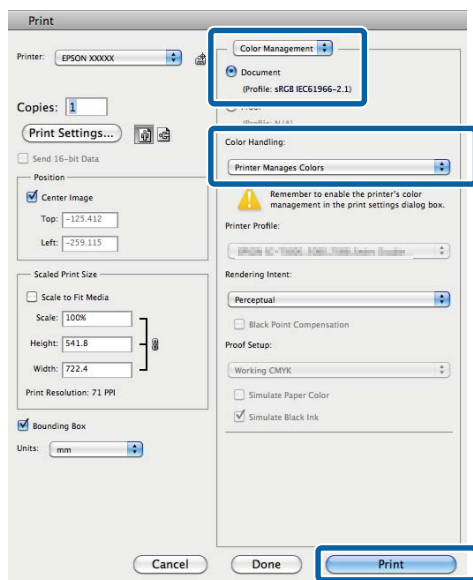 Print
Printer: EPSON XXXXX
Copies: 1
Print Settings...
Send 16-bit Data
Position
Center Image
Top: -125.412
Left: -259.115
Scaled Print Size
Scale to Fit Media
Scale: 100%
Height: 541.8
Width: 722.4
Print Resolution: 71 PPI
Bounding Box
Units: mm
Color Management
Document
(Profile: sRGB IEC61966-2.1)
Color Handling:
Printer Manages Colors
Remember to enable the printer's color
management in the print settings dialog box.
Printer Profile:
Rendering Intent:
Perceptual
Black Point Compensation
Proof Setup:
Working CMYK
Simulate Paper Color
Simulate Black Ink
Cancel
Done
Print